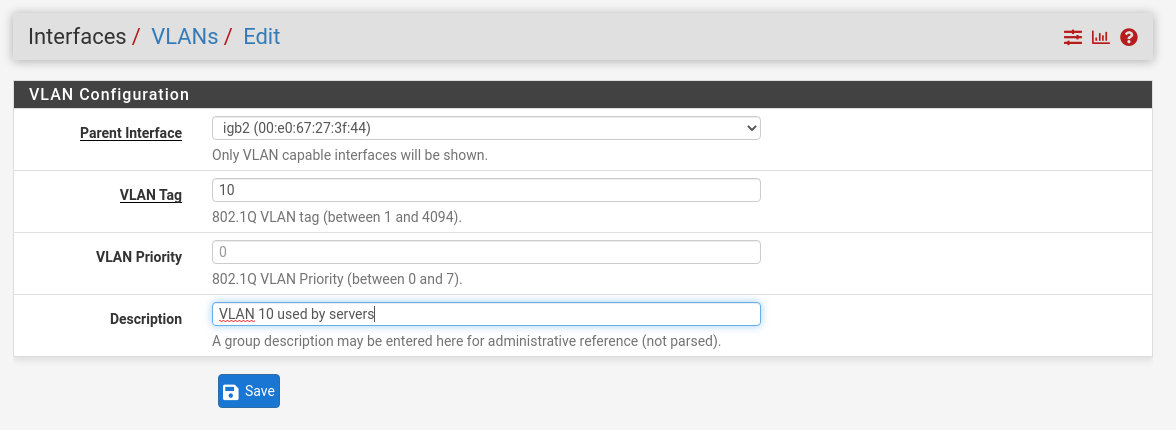 Interfaces / VLANs / Edit
VLAN Configuration
Parent Interface
igb2 (00:e0:67:27:3f:44)
Only VLAN capable interfaces will be shown.
VLAN Tag
10
802.1Q VLAN tag (between 1 and 4094).
VLAN Priority
0
802.1Q VLAN Priority (between 0 and 7).
Description
VLAN 10 used by servers
A group description may be entered here for administrative reference (not parsed).
Save